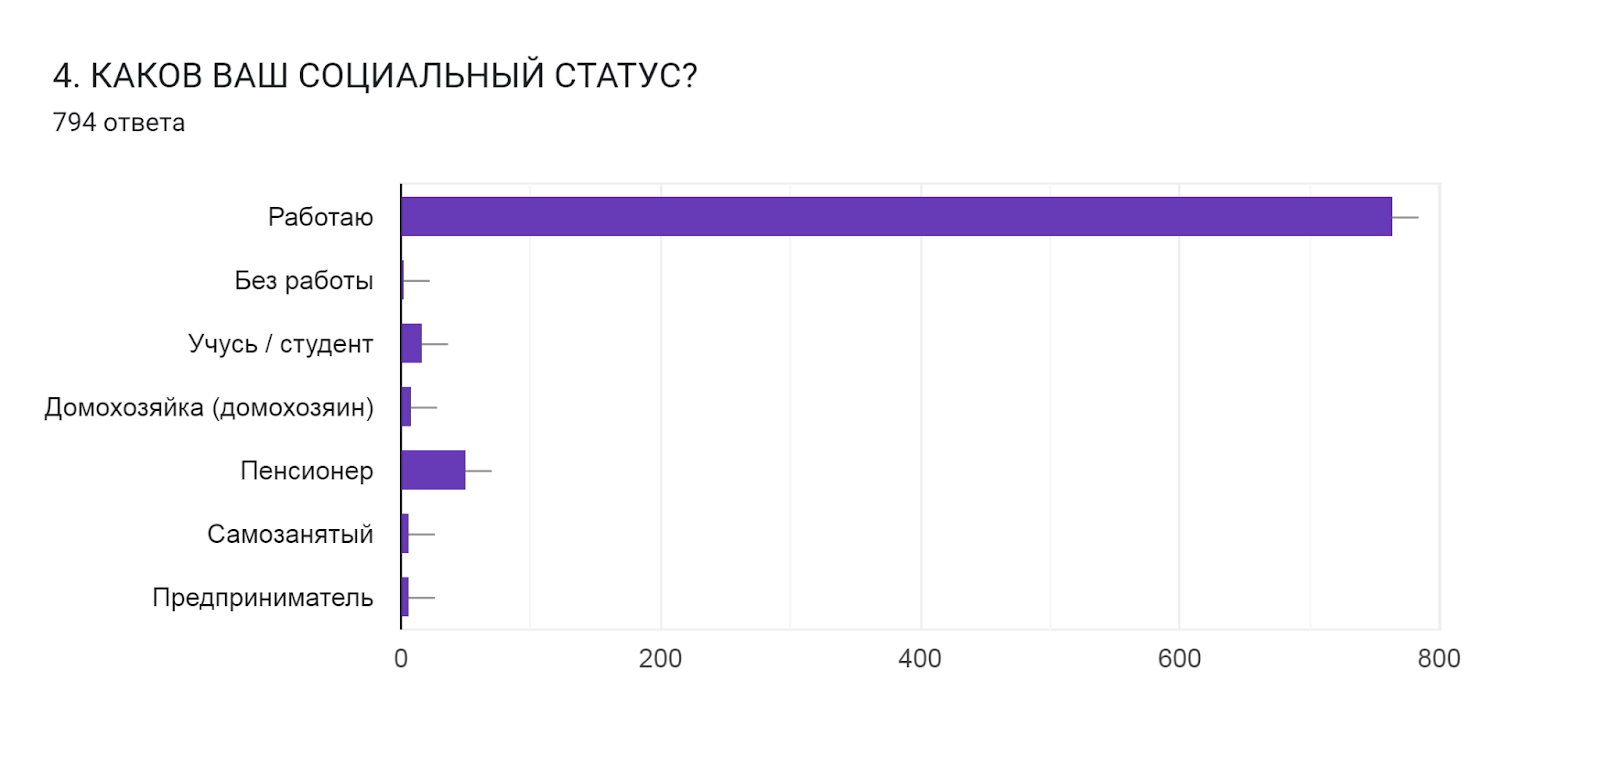 4. КАКОВ ВАШ СОЦИАЛЬНЫЙ СТАТУС?
794 ответа
Работаю
Без работы
Учусь / студент
Домохозяйка (домохозяин)
Пенсионер
Самозанятый
Предприниматель
0 200 400 600 800